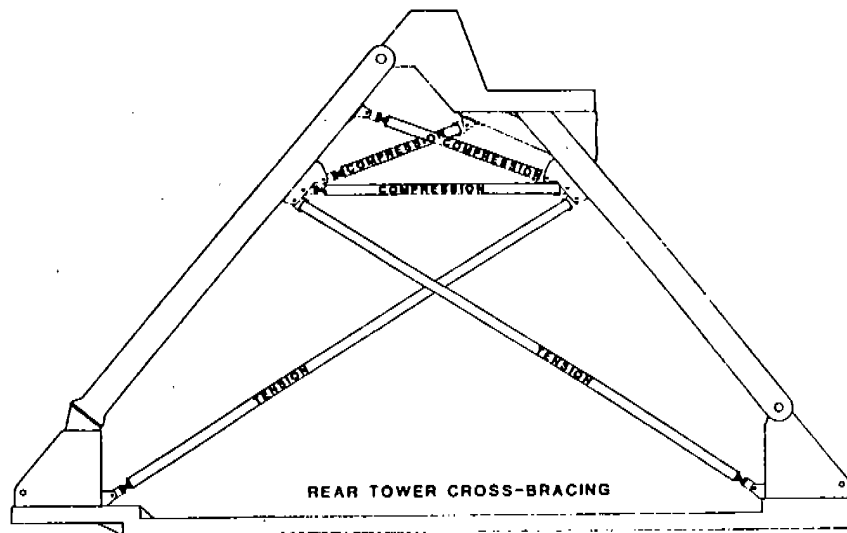 COMPRESSION
COMPRESSION
COMPRESSION
TENSION
TENSION
REAR TOWER CROSS-BRACING